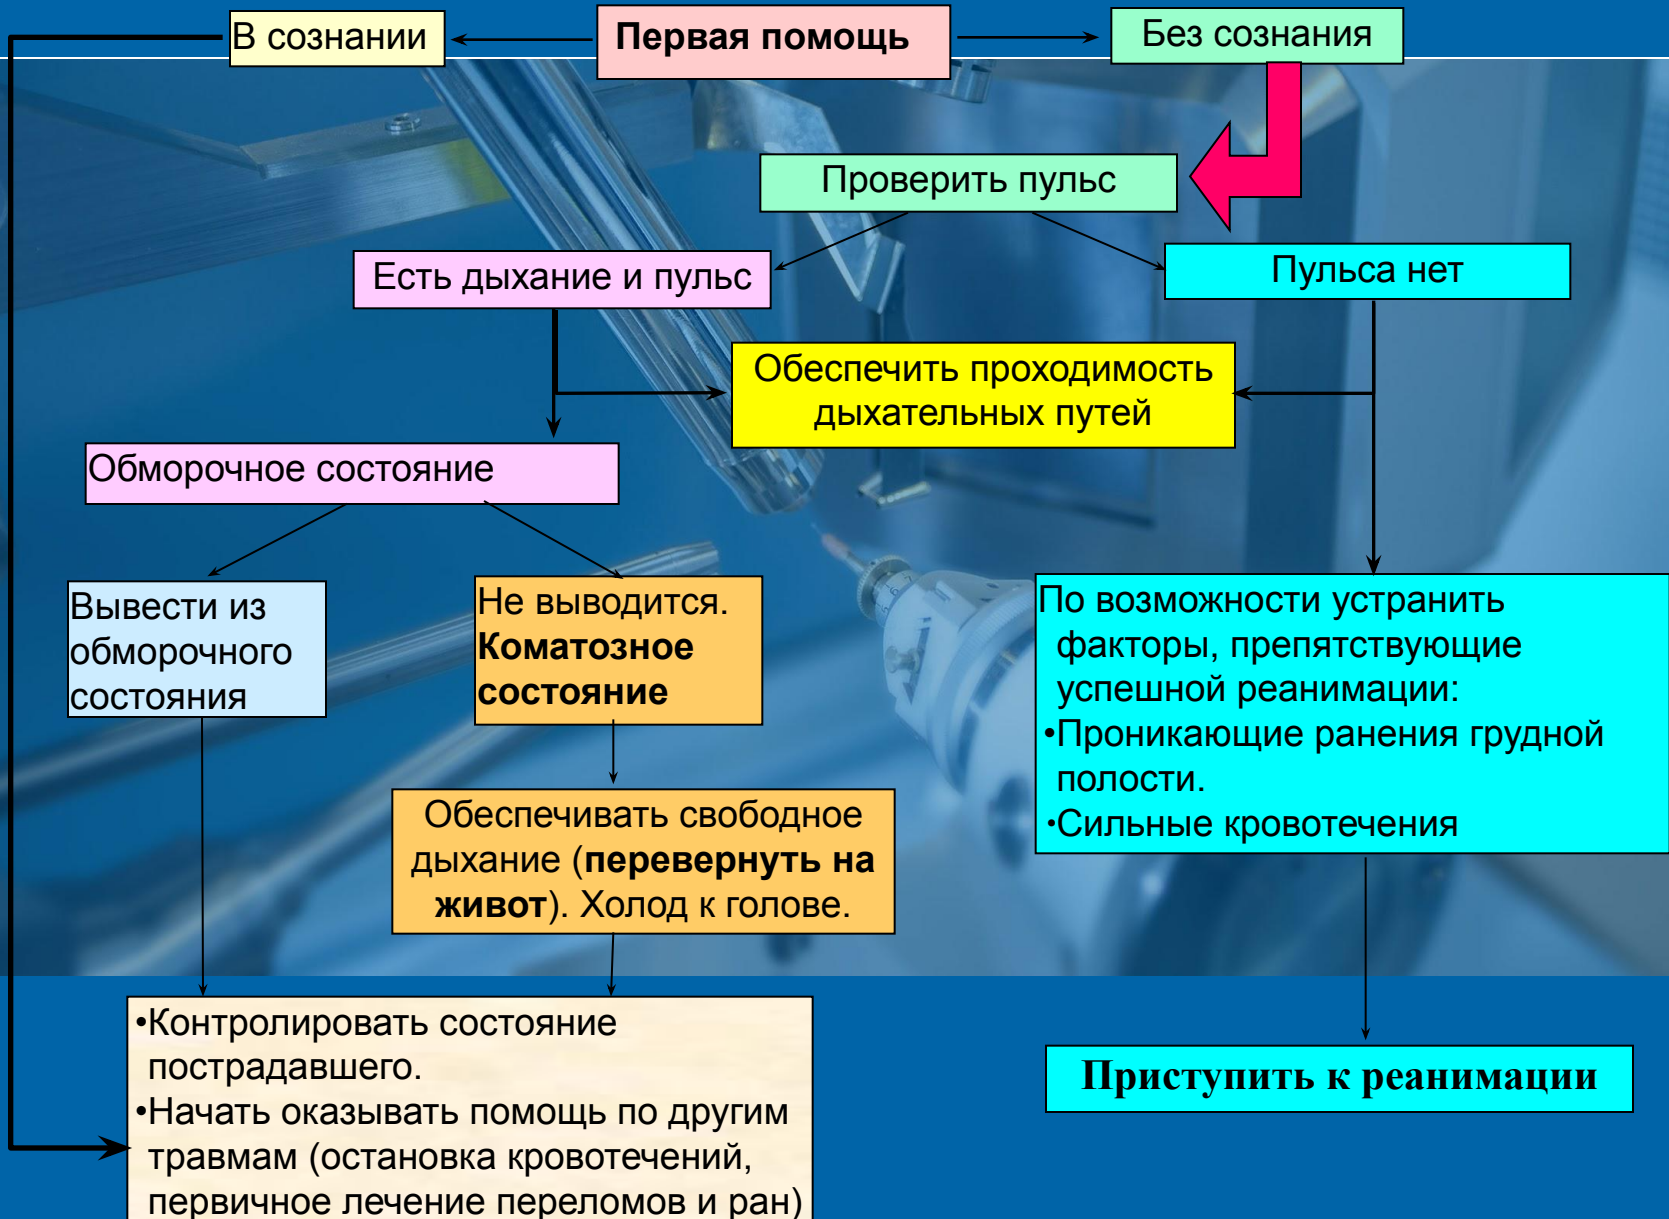 В сознании
Первая помощь
Без сознания
Проверить пульс
Есть дыхание и пульс
Пульса нет
Обеспечить проходимость
дыхательных путей
Обморочное состояние
Вывести из
обморочного
состояния
Не выводится.
Коматозное
состояние
По возможности устранить
факторы, препятствующие
успешной реанимации:
•Проникающие ранения грудной
полости.
•Сильные кровотечения
Обеспечивать свободное
дыхание (перевернуть на
живот). Холод к голове.
•Контролировать состояние
пострадавшего.
•Начать оказывать помощь по другим
травмам (остановка кровотечений,
первичное лечение переломов и ран)
Приступить к реанимации